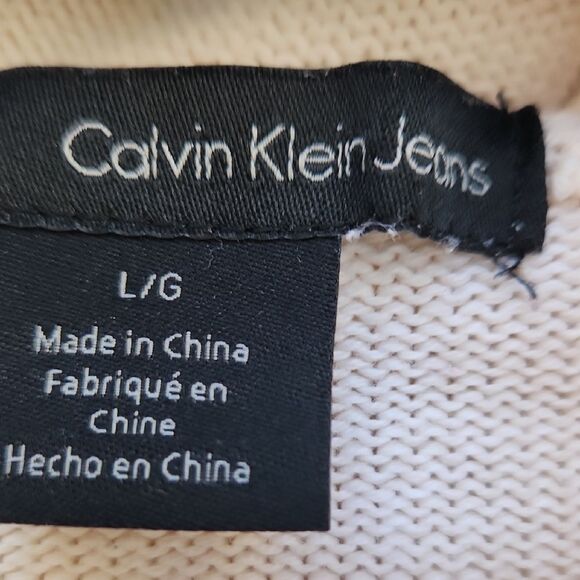 Calvin Klein Jeans
L/G
Made in China
Fabriqué en
Chine
Hecho en China